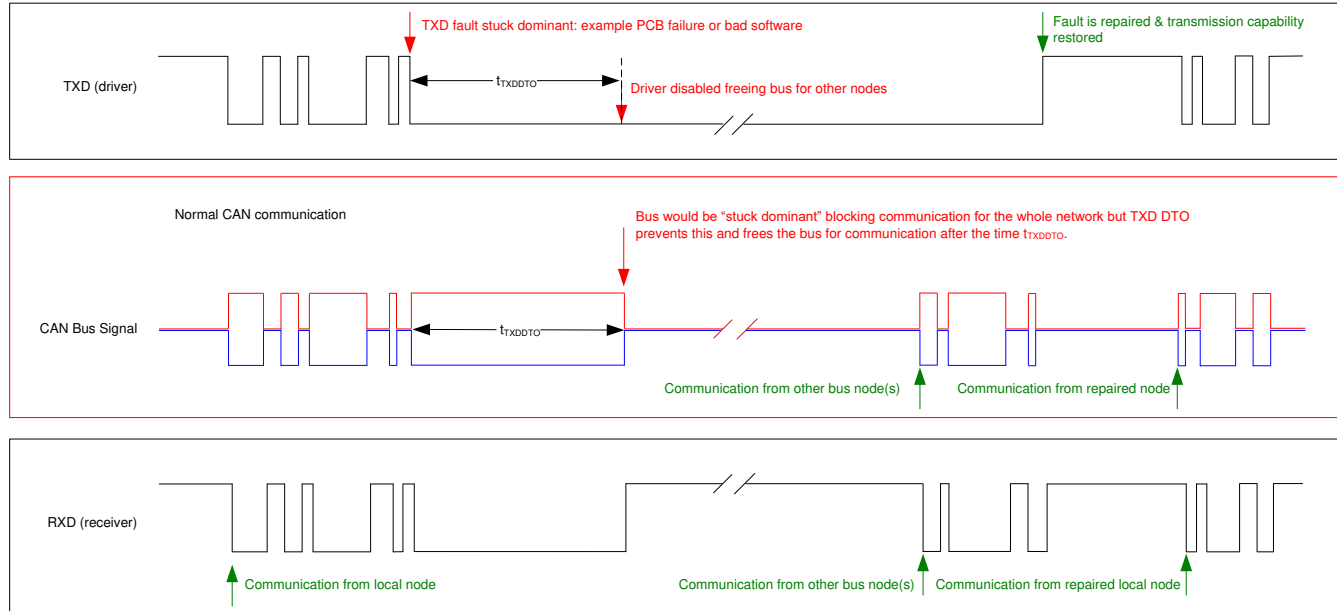 TXD fault stuck dominant: example PCB failure or bad software
Fault is repaired & transmission capability
restored
TXD (driver)
tTXDDTO
Driver disabled freeing bus for other nodes
Normal CAN communication
Bus would be “stuck dominant” blocking communication for the whole network but TXD DTO
prevents this and frees the bus for communication after the time tTXDDTO.
CAN Bus Signal
tTXDDTO
Communication from other bus node(s)
Communication from repaired node
RXD (receiver)
Communication from local node
Communication from other bus node(s)
Communication from repaired local node